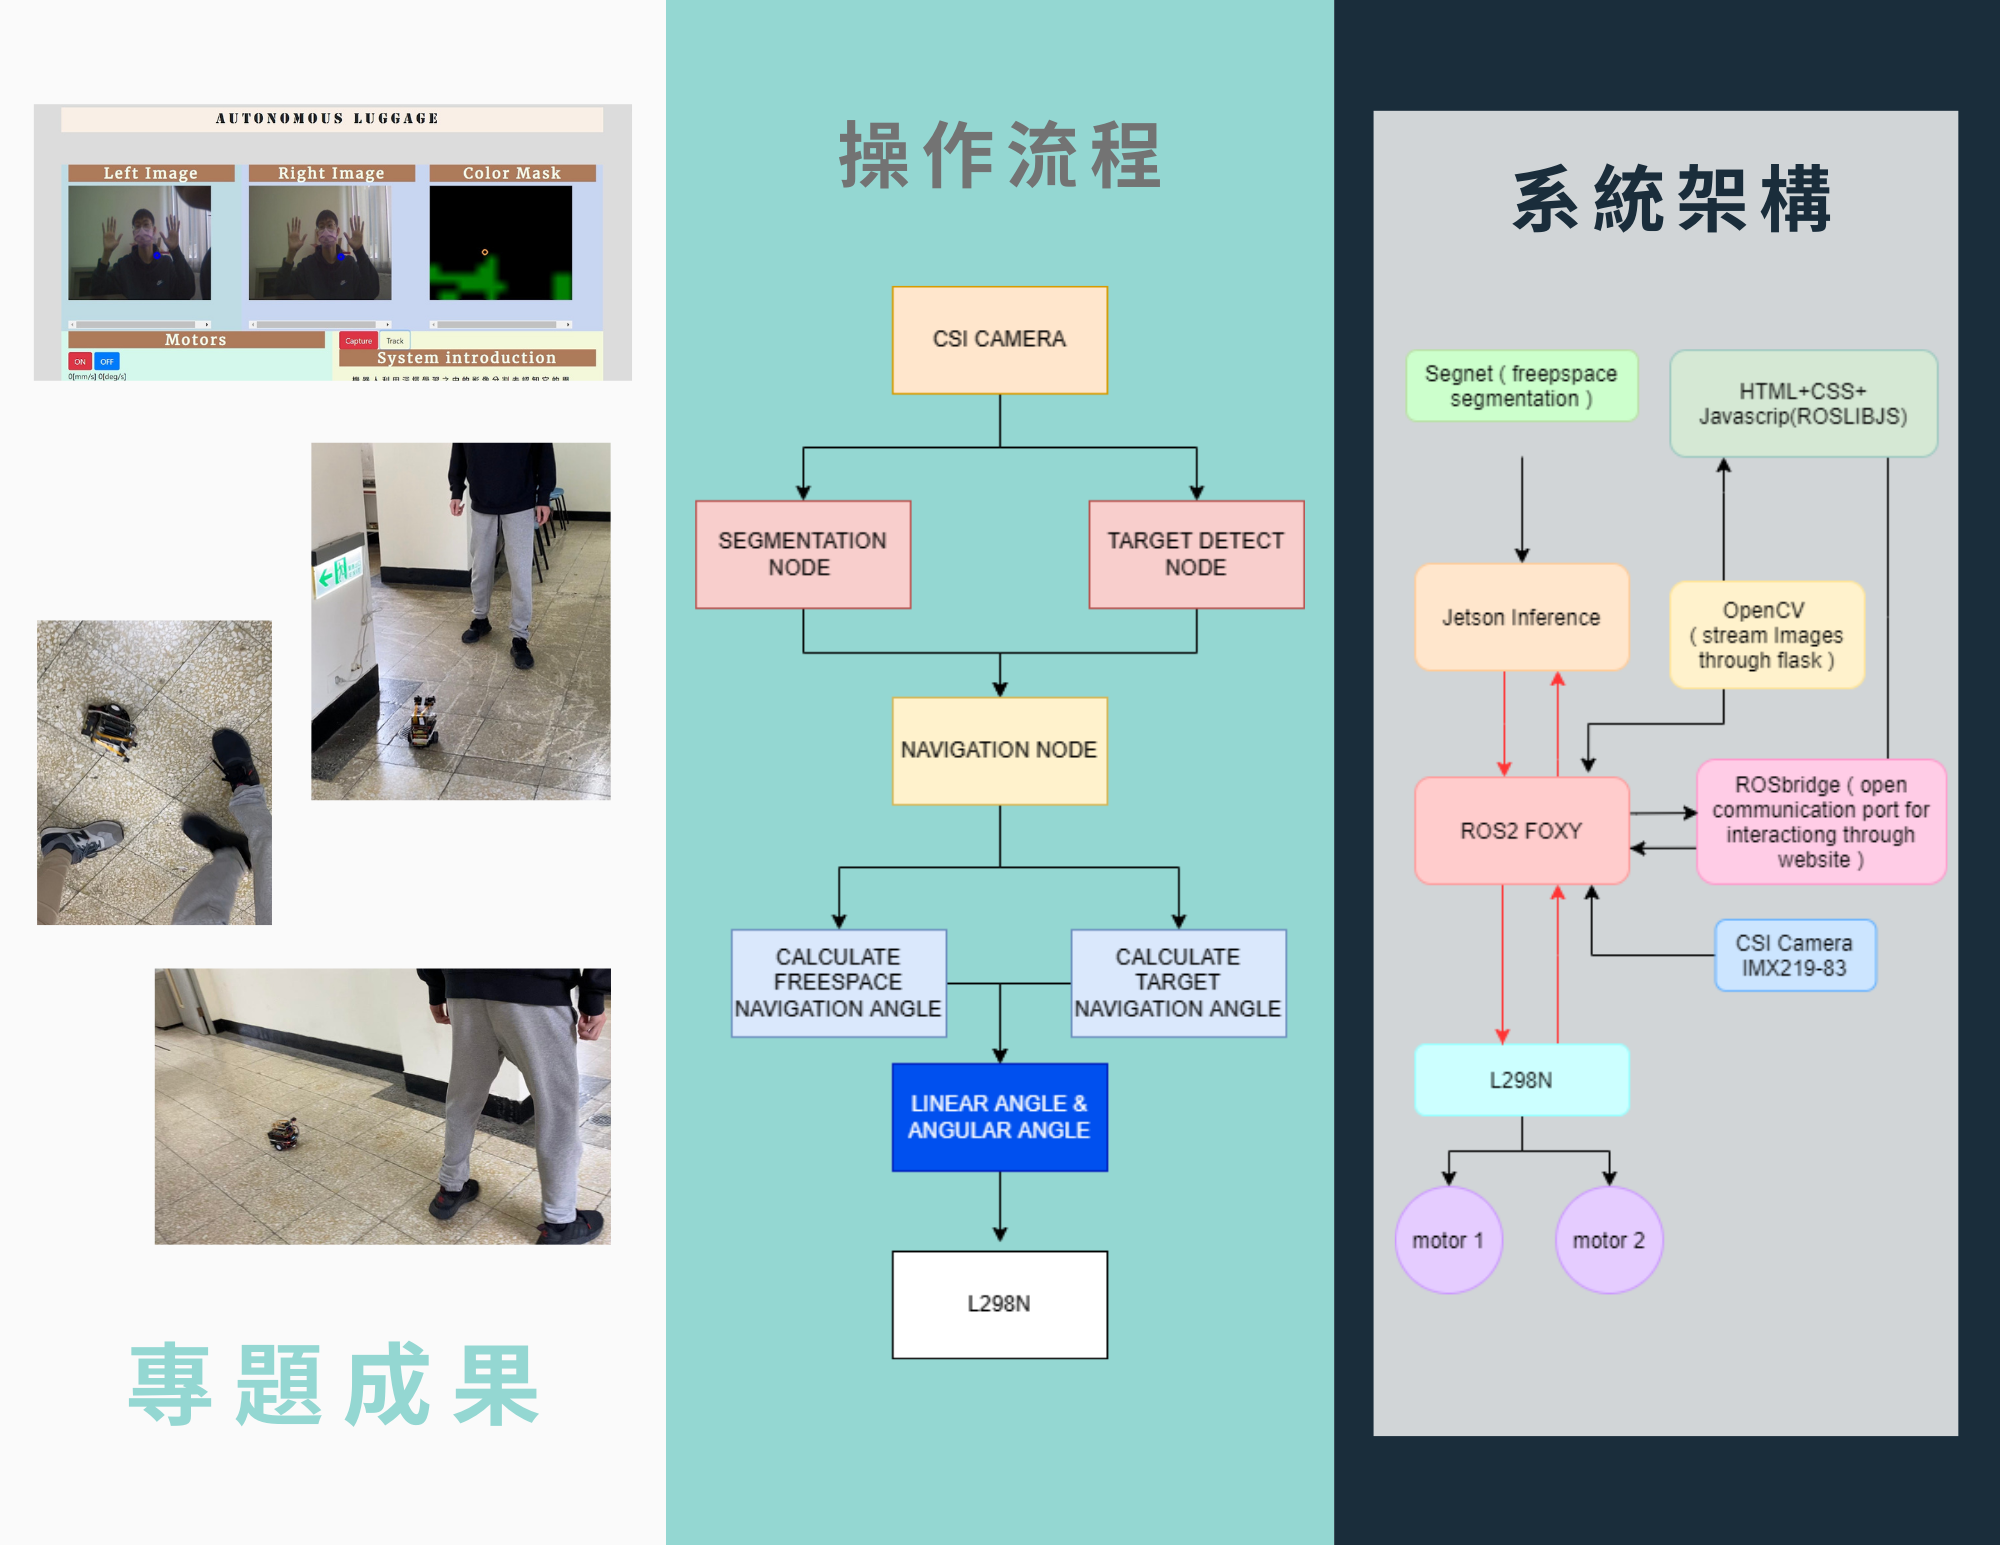 AUTONOMOUS LUGGAGE
Left Image
Right Image
Color Mask
Motors
ON
OFF
0[mm/s] 0[deg/s]
Capture
Track
System introduction
專題成果
操作流程
CSI CAMERA
SEGMENTATION
NODE
TARGET DETECT
NODE
NAVIGATION NODE
CALCULATE
FREESPACE
NAVIGATION ANGLE
CALCULATE
TARGET
NAVIGATION ANGLE
LINEAR ANGLE &
ANGULAR ANGLE
L298N
系統架構
Segnet ( freepspace
segmentation )
HTML+CSS+
Javascrip(ROSLIBJS)
Jetson Inference
OpenCV
( stream Images
through flask )
ROS2 FOXY
ROSbridge ( open
communication port for
interactiong through
website )
CSI Camera
IMX219-83
L298N
motor 1
motor 2